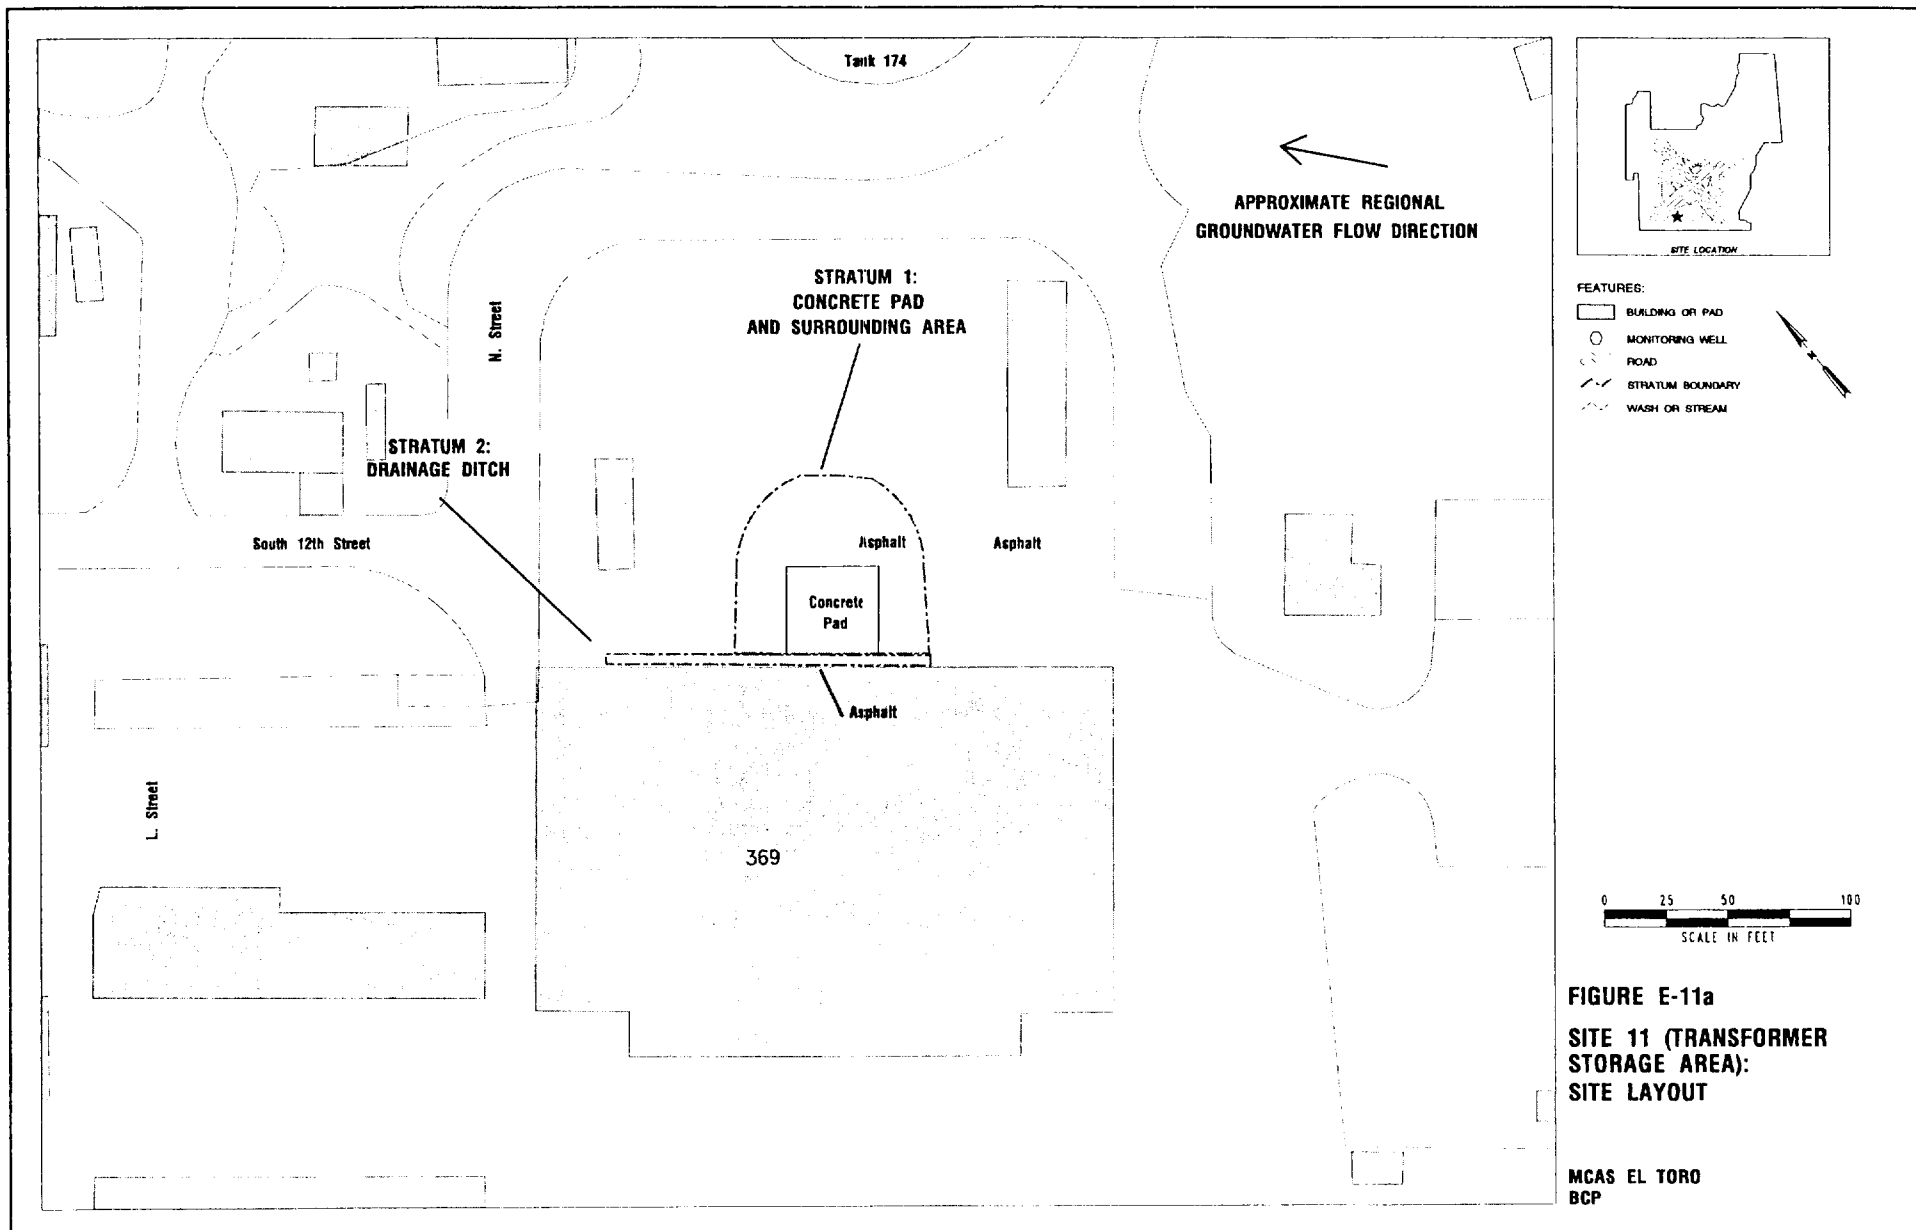 Tank 174
APPROXIMATE REGIONAL
GROUNDWATER FLOW DIRECTION
STRATUM 1:
CONCRETE PAD
AND SURROUNDING AREA
N. Street
STRATUM 2:
DRAINAGE DITCH
South 12th Street
Asphalt
Asphalt
Concrete
Pad
Asphalt
L. Street
369
SITE LOCATION
FEATURES:
BUILDING OR PAD
MONITORING WELL
ROAD
STRATUM BOUNDARY
WASH OR STREAM
N
0 25 50 100
SCALE IN FEET
FIGURE E-11a
SITE 11 (TRANSFORMER
STORAGE AREA):
SITE LAYOUT
MCAS EL TORO
BCP